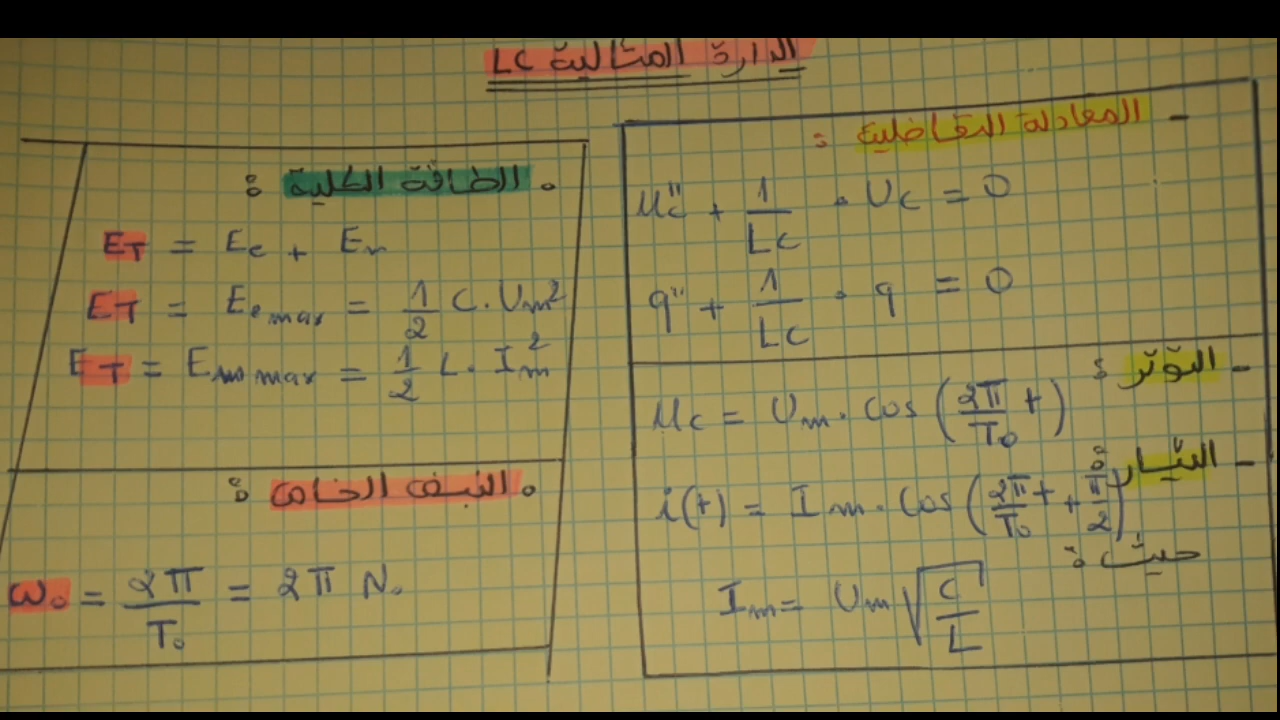 الدارة المثالية LC
- المعادلة التفاضلية :
uc'' + 1/LC · Uc = 0
q'' + 1/LC · q = 0
- التوتر :
uc = Um · cos (2π/T₀ t)
- التيار :
i(t) = Im · cos (2π/T₀ t + π/2)
حيث :
Im = Um √(C/L)
• الطاقة الكلية :
ET = Ee + Em
ET = Ee max = 1/2 C · Um²
ET = Em max = 1/2 L · Im²
• النبض الخاص :
ω₀ = 2π/T₀ = 2π N₀